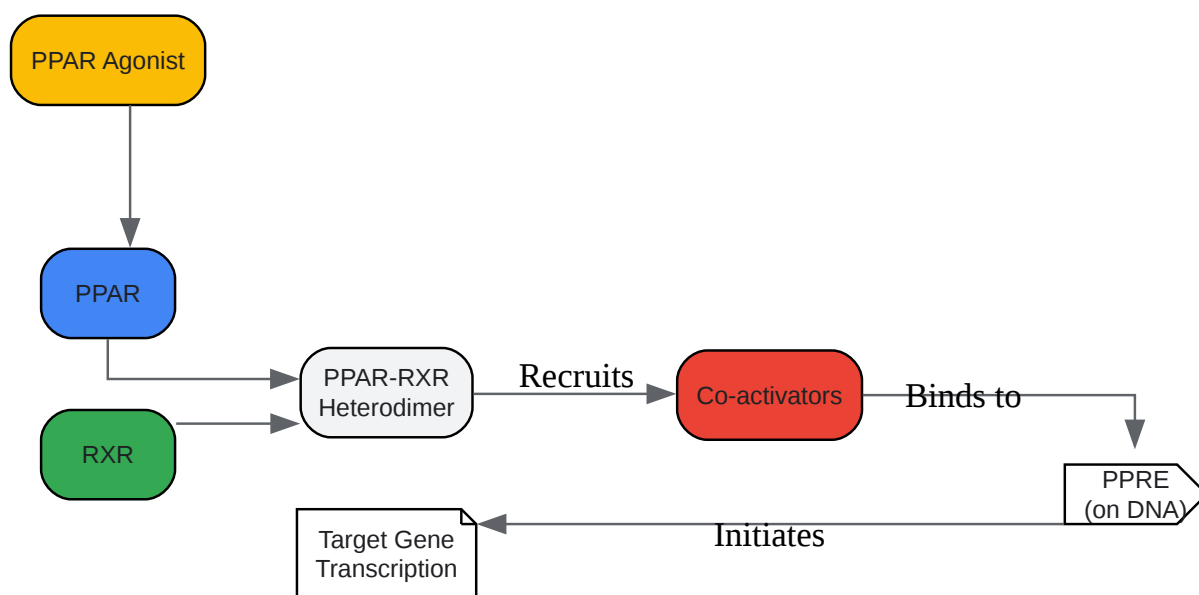 PPAR Agonist
PPAR
RXR
PPAR-RXR
Heterodimer
Recruits
Co-activators
Binds to
PPRE
(on DNA)
Initiates
Target Gene
Transcription